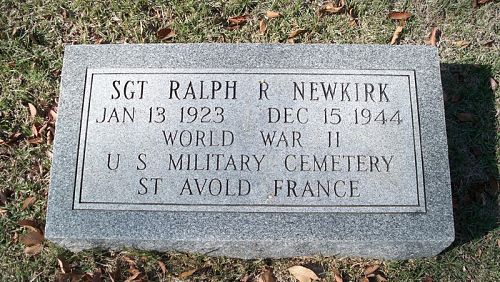 SGT RALPH R NEWKIRK
JAN 13 1923 DEC 15 1944
WORLD WAR II
U S MILITARY CEMETERY
ST AVOLD FRANCE